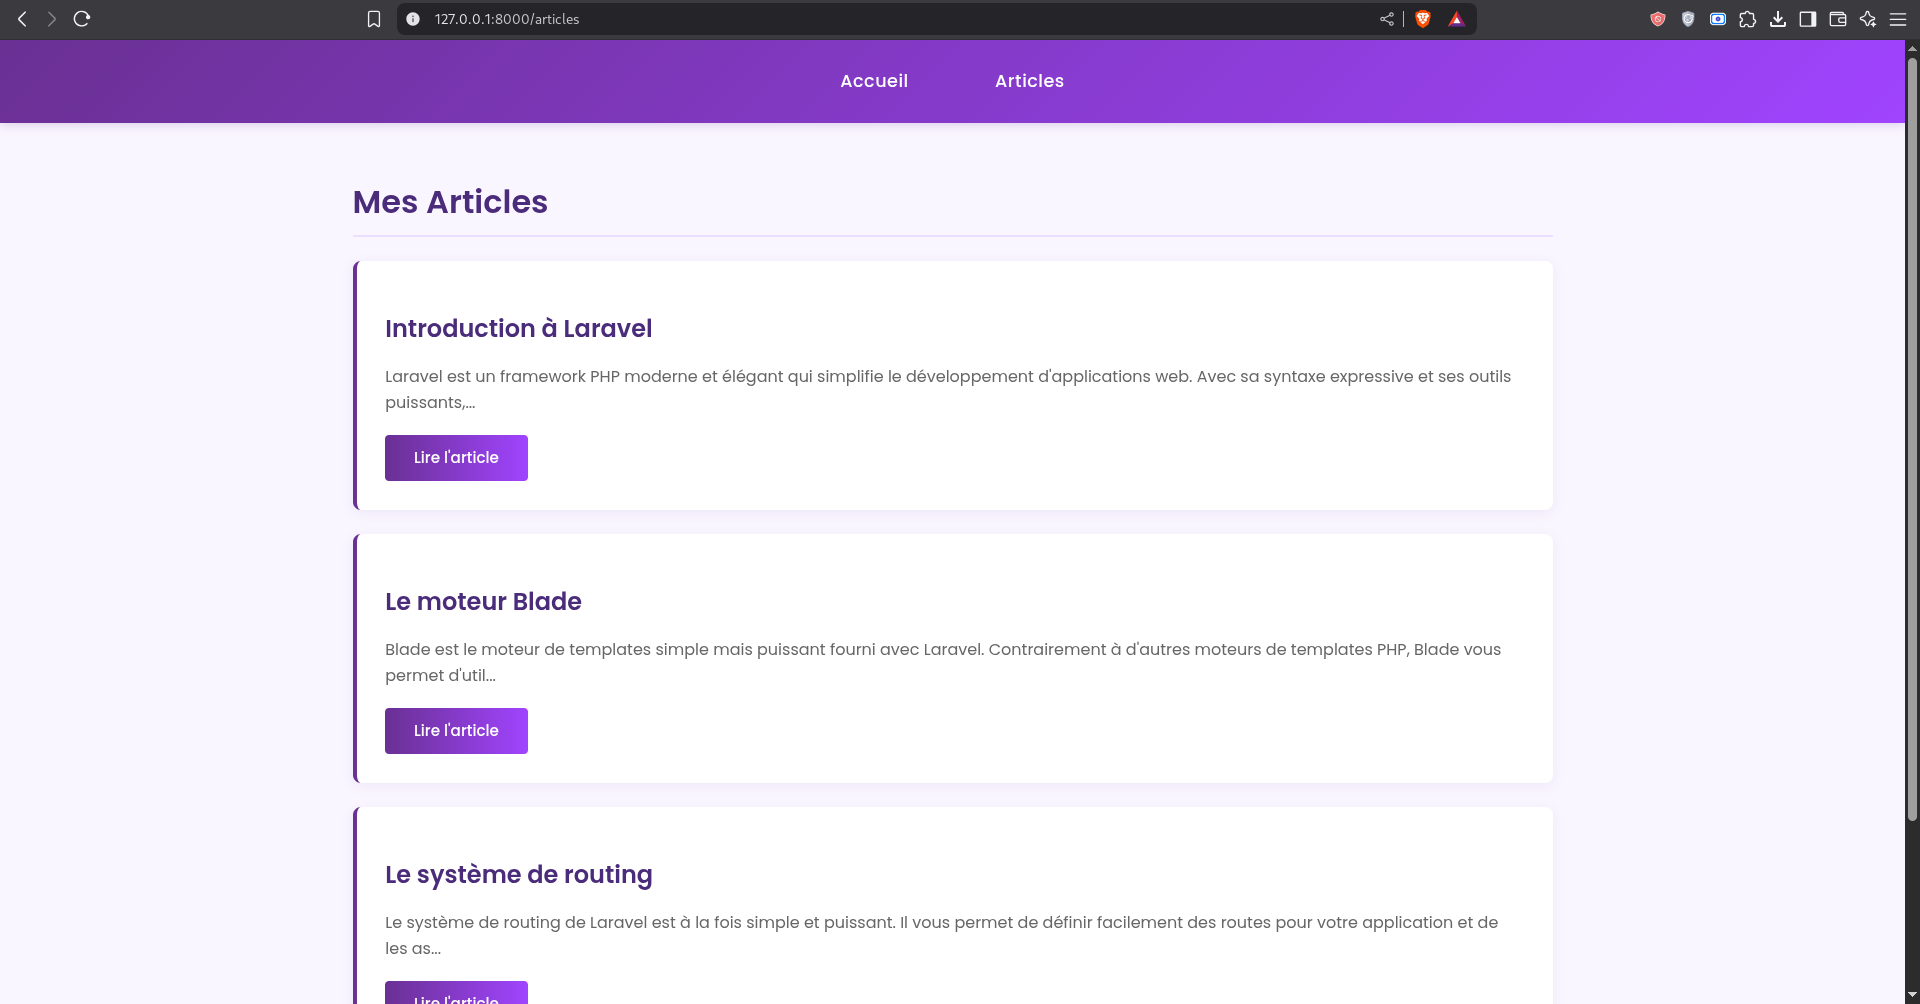 127.0.0.1:8000/articles
Accueil Articles
Mes Articles
Introduction à Laravel
Laravel est un framework PHP moderne et élégant qui simplifie le développement d'applications web. Avec sa syntaxe expressive et ses outils
puissants,...
Lire l'article
Le moteur Blade
Blade est le moteur de templates simple mais puissant fourni avec Laravel. Contrairement à d'autres moteurs de templates PHP, Blade vous
permet d'util...
Lire l'article
Le système de routing
Le système de routing de Laravel est à la fois simple et puissant. Il vous permet de définir facilement des routes pour votre application et de
les as...
Lire l'article